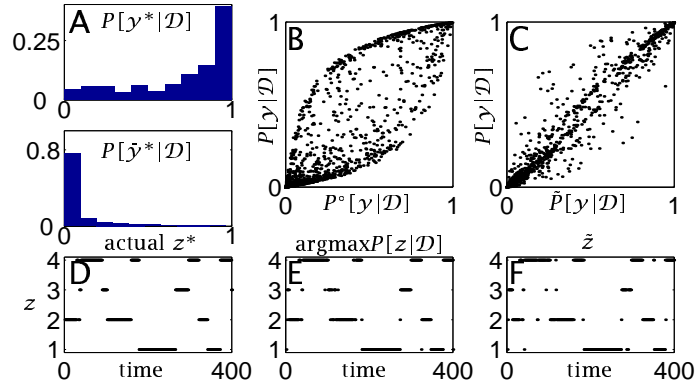 A P[y*|D]
0.25
0
0 1
P[ȳ*|D]
0.8
0
0 1
B
1
P[y|D]
0
0 P°[y|D] 1
C
1
P[y|D]
0
0 P̃[y|D] 1
actual z*
D
z
4
3
2
1
0 time 400
argmaxP[z|D]
E
4
3
2
1
0 time 400
z̃
F
4
3
2
1
0 time 400